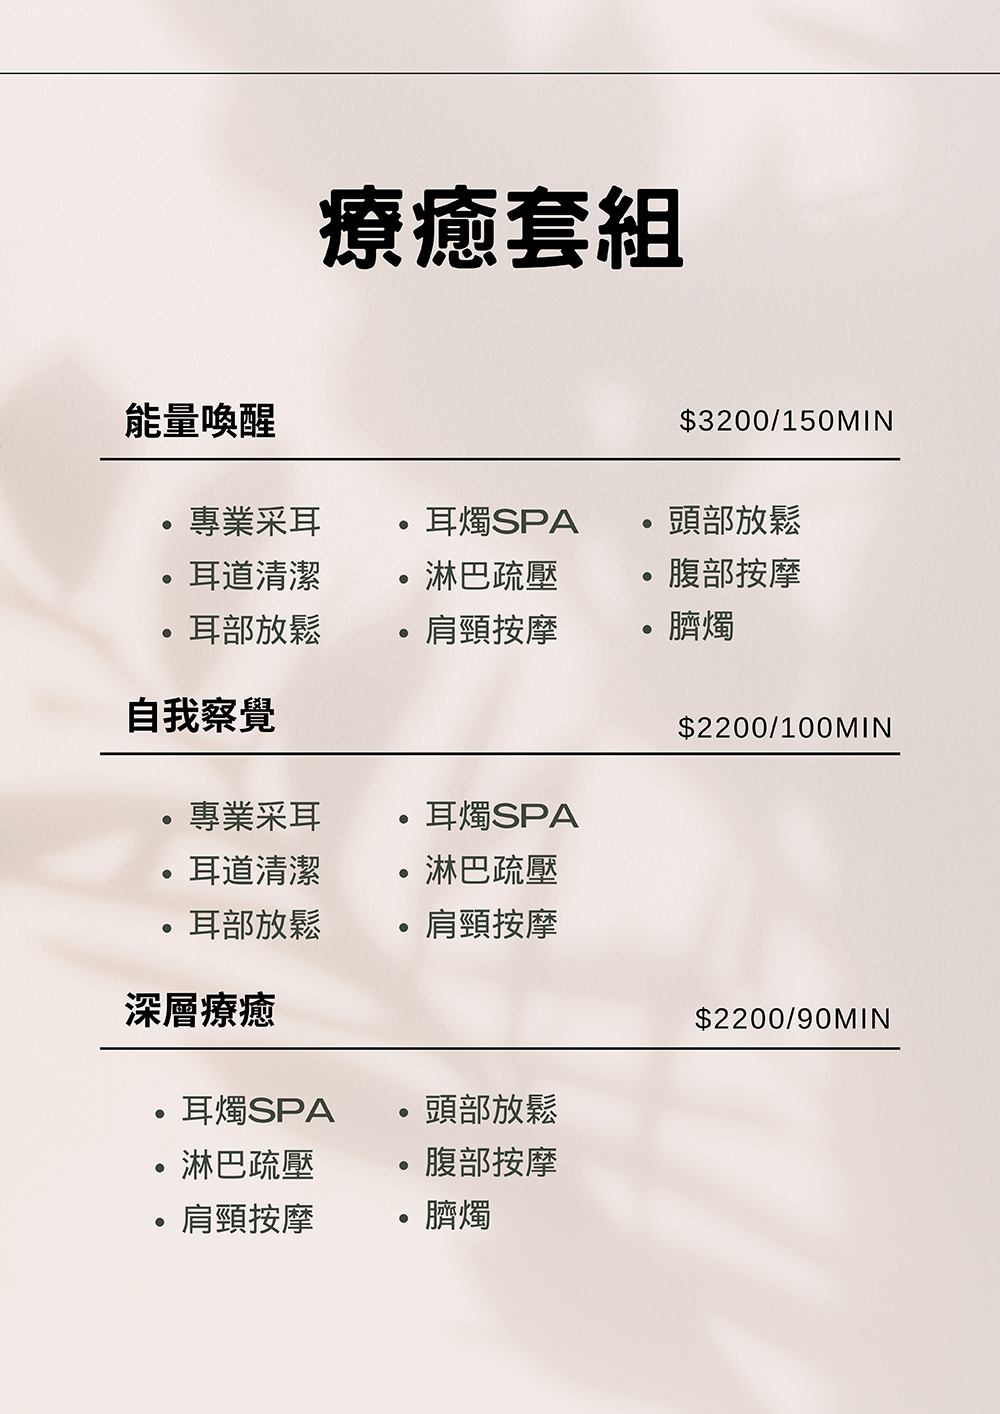 療癒套組
能量喚醒 $3200/150MIN
• 專業采耳
• 耳道清潔
• 耳部放鬆
• 耳燭SPA
• 淋巴疏壓
• 肩頸按摩
• 頭部放鬆
• 腹部按摩
• 臍燭
自我察覺 $2200/100MIN
• 專業采耳
• 耳道清潔
• 耳部放鬆
• 耳燭SPA
• 淋巴疏壓
• 肩頸按摩
深層療癒 $2200/90MIN
• 耳燭SPA
• 淋巴疏壓
• 肩頸按摩
• 頭部放鬆
• 腹部按摩
• 臍燭